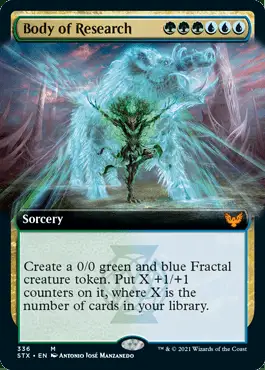 Body of Research
Sorcery
Create a 0/0 green and blue Fractal
creature token. Put X +1/+1
counters on it, where X is the
number of cards in your library.
336 M
STX • EN Antonio José Manzanedo
™ & © 2021 Wizards of the Coast